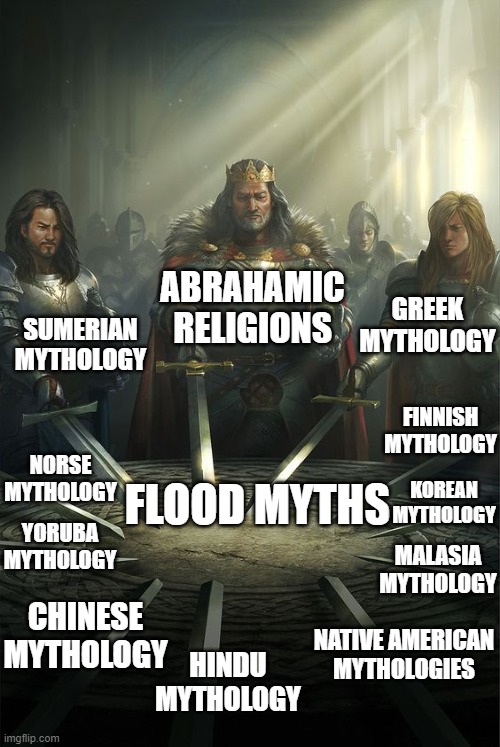 ABRAHAMIC
RELIGIONS
SUMERIAN
MYTHOLOGY
GREEK
MYTHOLOGY
FINNISH
MYTHOLOGY
NORSE
MYTHOLOGY
FLOOD MYTHS
KOREAN
MYTHOLOGY
YORUBA
MYTHOLOGY
MALASIA
MYTHOLOGY
CHINESE
MYTHOLOGY
HINDU
MYTHOLOGY
NATIVE AMERICAN
MYTHOLOGIES
imgflip.com